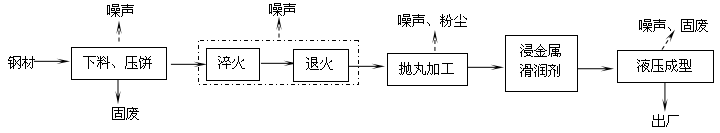 噪声
噪声
噪声、粉尘
噪声、固废
钢材
下料、压饼
淬火
退火
抛丸加工
浸金属
滑润剂
液压成型
固废
出厂